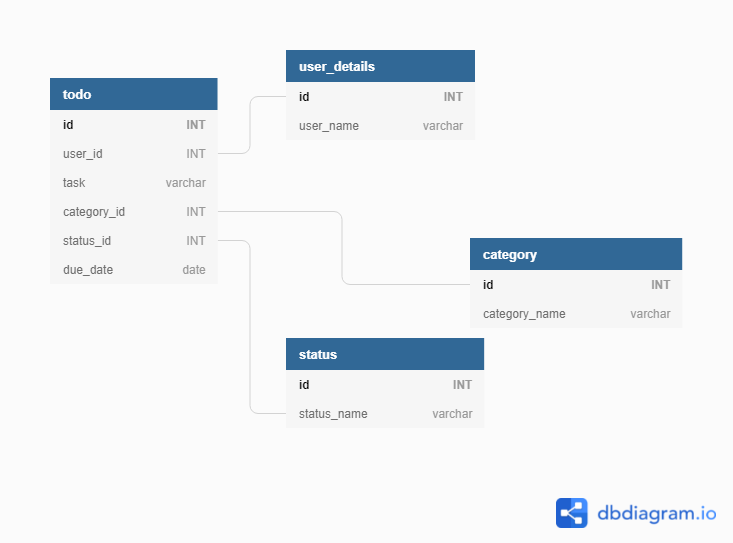 todo
id INT
user_id INT
task varchar
category_id INT
status_id INT
due_date date
user_details
id INT
user_name varchar
category
id INT
category_name varchar
status
id INT
status_name varchar
dbdiagram.io